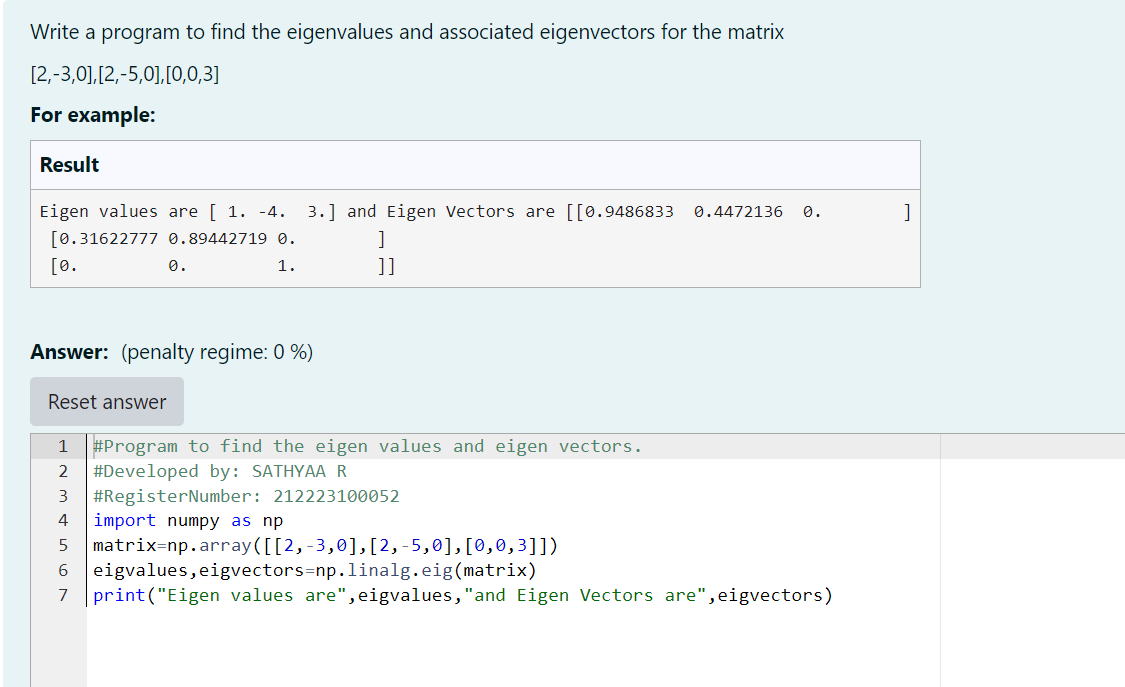 Write a program to find the eigenvalues and associated eigenvectors for the matrix
[2,-3,0],[2,-5,0],[0,0,3]
For example:
Result
Eigen values are [ 1. -4.  3.] and Eigen Vectors are [[0.9486833  0.4472136  0.        ]
 [0.31622777 0.89442719 0.        ]
 [0.         0.         1.        ]]
Answer: (penalty regime: 0 %)
Reset answer
1 #Program to find the eigen values and eigen vectors.
2 #Developed by: SATHYAA R
3 #RegisterNumber: 212223100052
4 import numpy as np
5 matrix=np.array([[2,-3,0],[2,-5,0],[0,0,3]])
6 eigvalues,eigvectors=np.linalg.eig(matrix)
7 print("Eigen values are",eigvalues,"and Eigen Vectors are",eigvectors)